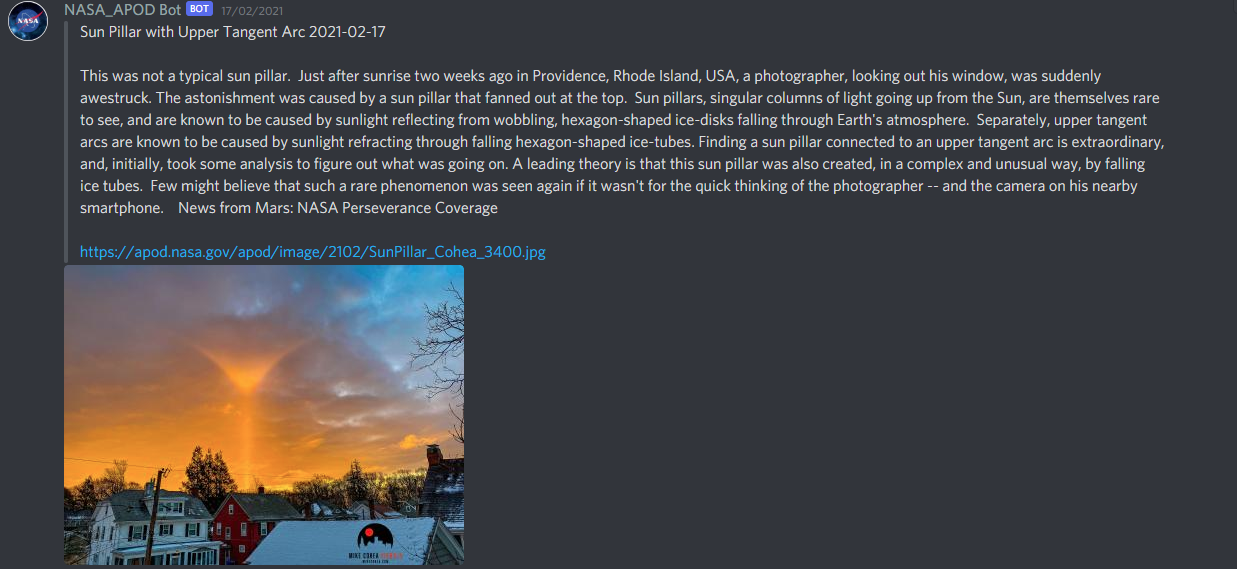 NASA
NASA_APOD Bot BOT 17/02/2021
Sun Pillar with Upper Tangent Arc 2021-02-17
This was not a typical sun pillar.  Just after sunrise two weeks ago in Providence, Rhode Island, USA, a photographer, looking out his window, was suddenly
awestruck. The astonishment was caused by a sun pillar that fanned out at the top.  Sun pillars, singular columns of light going up from the Sun, are themselves rare
to see, and are known to be caused by sunlight reflecting from wobbling, hexagon-shaped ice-disks falling through Earth's atmosphere.  Separately, upper tangent
arcs are known to be caused by sunlight refracting through falling hexagon-shaped ice-tubes. Finding a sun pillar connected to an upper tangent arc is extraordinary,
and, initially, took some analysis to figure out what was going on. A leading theory is that this sun pillar was also created, in a complex and unusual way, by falling
ice tubes.  Few might believe that such a rare phenomenon was seen again if it wasn't for the quick thinking of the photographer -- and the camera on his nearby
smartphone.    News from Mars: NASA Perseverance Coverage
https://apod.nasa.gov/apod/image/2102/SunPillar_Cohea_3400.jpg
MIKE COHEA